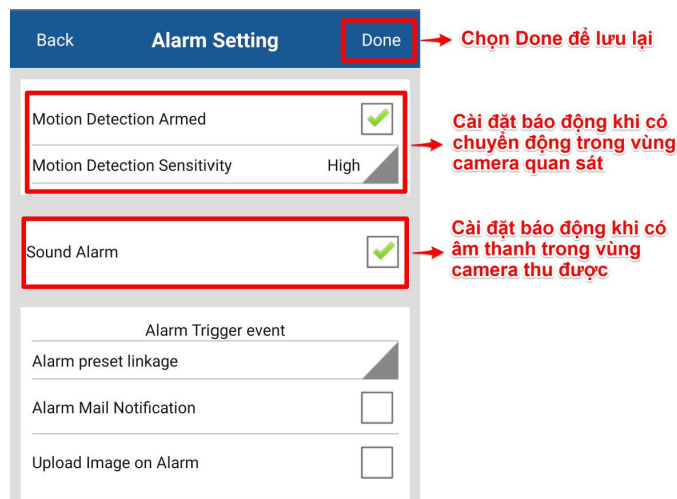 Back Alarm Setting Done
Chọn Done để lưu lại
Motion Detection Armed
Motion Detection Sensitivity High
Cài đặt báo động khi có
chuyển động trong vùng
camera quan sát
Sound Alarm
Cài đặt báo động khi có
âm thanh trong vùng
camera thu được
Alarm Trigger event
Alarm preset linkage
Alarm Mail Notification
Upload Image on Alarm